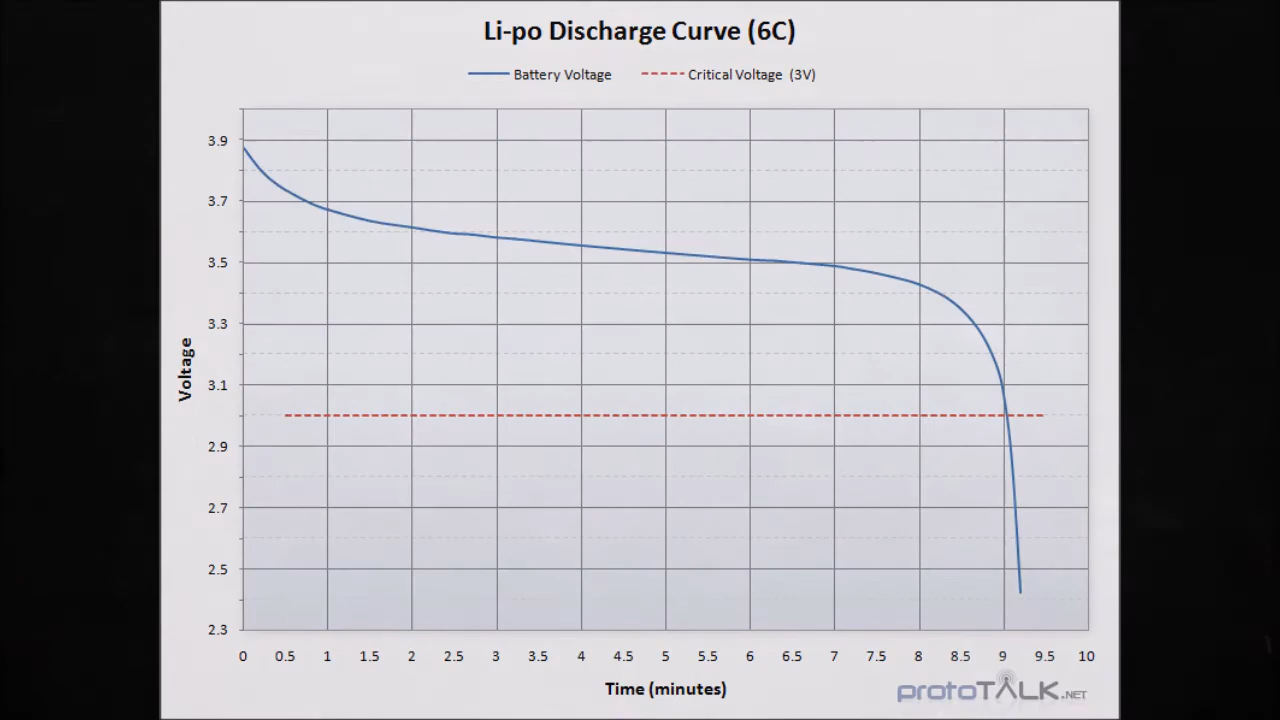 Li-po Discharge Curve (6C)
Battery Voltage Critical Voltage (3V)
3.9
3.7
3.5
3.3
3.1
2.9
2.7
2.5
2.3
Voltage
0 0.5 1 1.5 2 2.5 3 3.5 4 4.5 5 5.5 6 6.5 7 7.5 8 8.5 9 9.5 10
Time (minutes)
protoTALK.NET